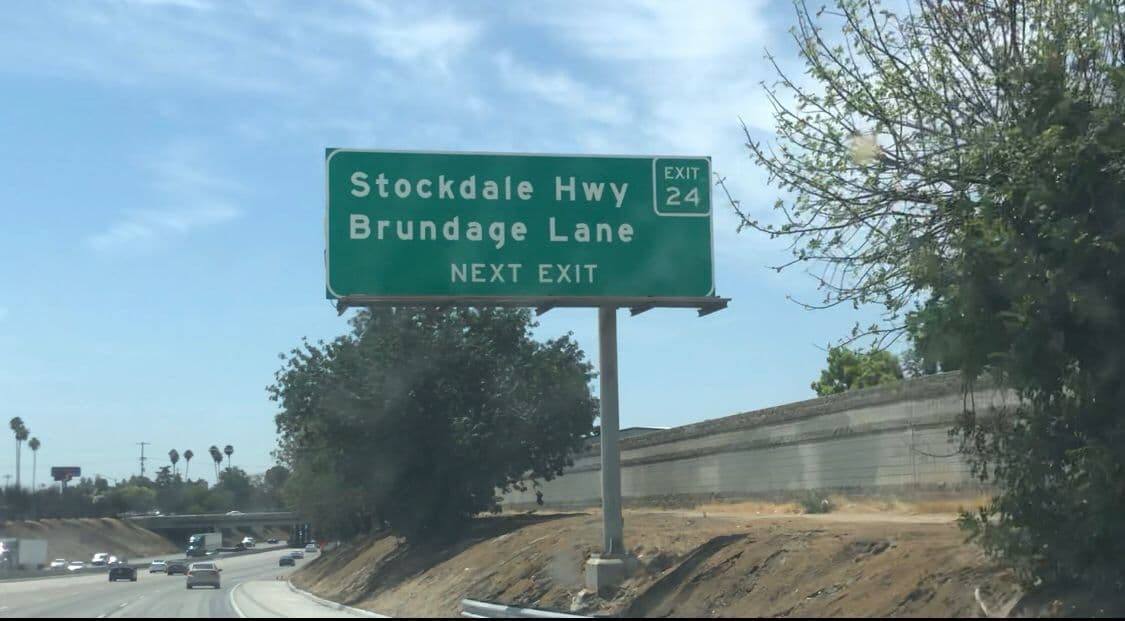 Stockdale Hwy
Brundage Lane
NEXT EXIT
EXIT
24